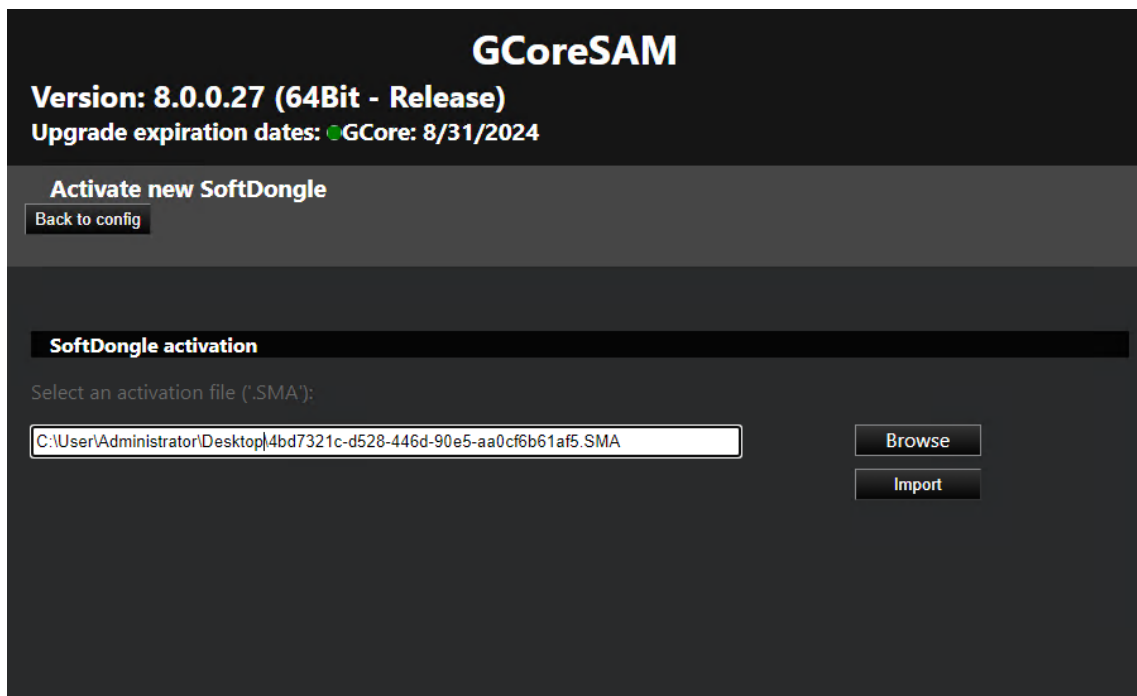 GCoreSAM
Version: 8.0.0.27 (64Bit - Release)
Upgrade expiration dates: GCore: 8/31/2024
Activate new SoftDongle
Back to config
SoftDongle activation
Select an activation file ('.SMA'):
C:\User\Administrator\Desktop\4bd7321c-d528-446d-90e5-aa0cf6b61af5.SMA
Browse
Import